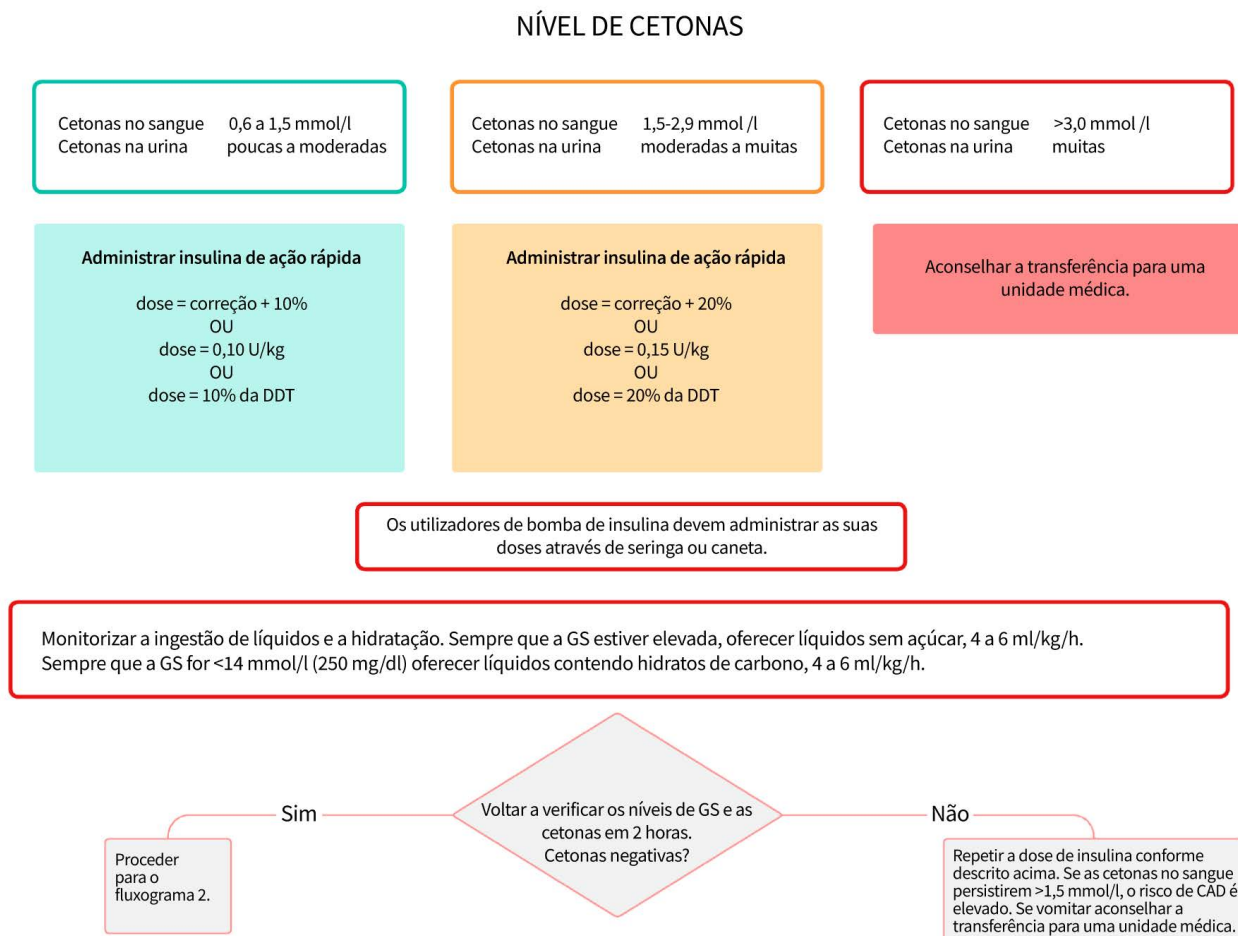 NÍVEL DE CETONAS
Cetonas no sangue 0,6 a 1,5 mmol/l
Cetonas na urina poucas a moderadas
Cetonas no sangue 1,5-2,9 mmol /l
Cetonas na urina moderadas a muitas
Cetonas no sangue >3,0 mmol /l
Cetonas na urina muitas
Administrar insulina de ação rápida
dose = correção + 10%
OU
dose = 0,10 U/kg
OU
dose = 10% da DDT
Administrar insulina de ação rápida
dose = correção + 20%
OU
dose = 0,15 U/kg
OU
dose = 20% da DDT
Aconselhar a transferência para uma
unidade médica.
Os utilizadores de bomba de insulina devem administrar as suas
doses através de seringa ou caneta.
Monitorizar a ingestão de líquidos e a hidratação. Sempre que a GS estiver elevada, oferecer líquidos sem açúcar, 4 a 6 ml/kg/h.
Sempre que a GS for <14 mmol/l (250 mg/dl) oferecer líquidos contendo hidratos de carbono, 4 a 6 ml/kg/h.
Voltar a verificar os níveis de GS e as
cetonas em 2 horas.
Cetonas negativas?
Sim
Proceder
para o
fluxograma 2.
Não
Repetir a dose de insulina conforme
descrito acima. Se as cetonas no sangue
persistirem >1,5 mmol/l, o risco de CAD é
elevado. Se vomitar aconselhar a
transferência para uma unidade médica.